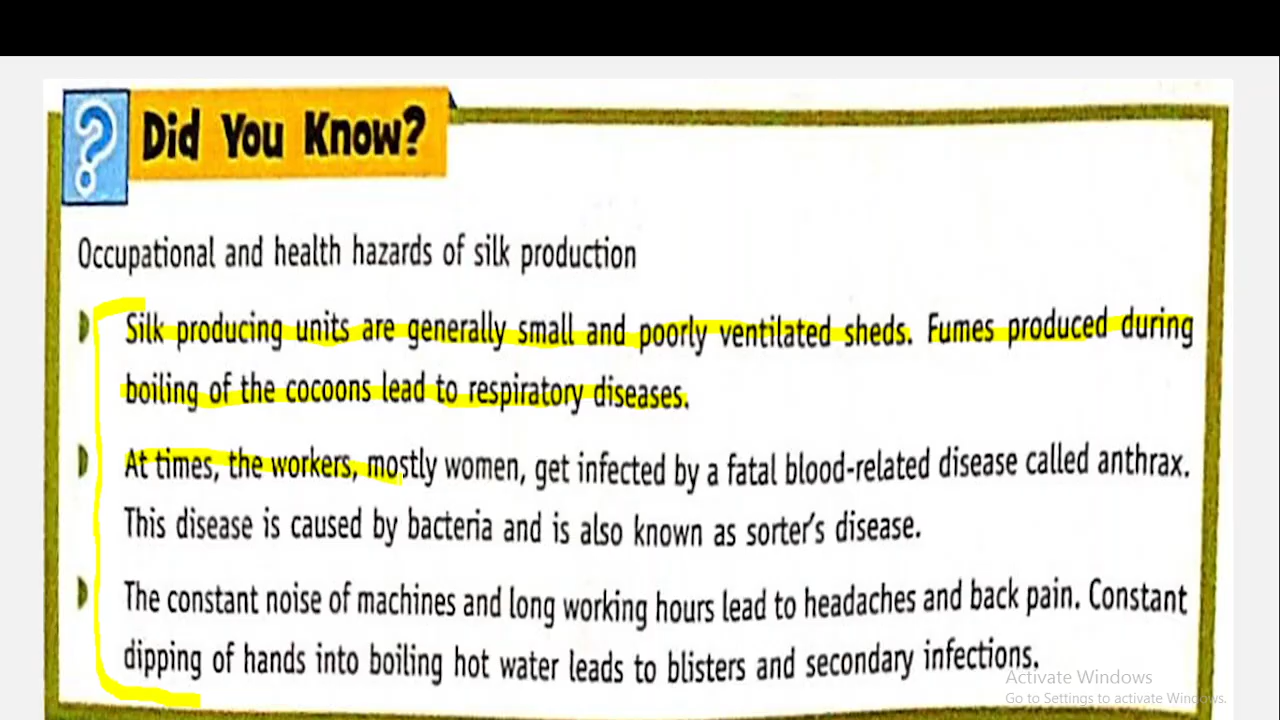 Did You Know?
Occupational and health hazards of silk production
Silk producing units are generally small and poorly ventilated sheds. Fumes produced during
boiling of the cocoons lead to respiratory diseases.
At times, the workers, mostly women, get infected by a fatal blood-related disease called anthrax.
This disease is caused by bacteria and is also known as sorter's disease.
The constant noise of machines and long working hours lead to headaches and back pain. Constant
dipping of hands into boiling hot water leads to blisters and secondary infections.
Activate Windows
Go to Settings to activate Windows.